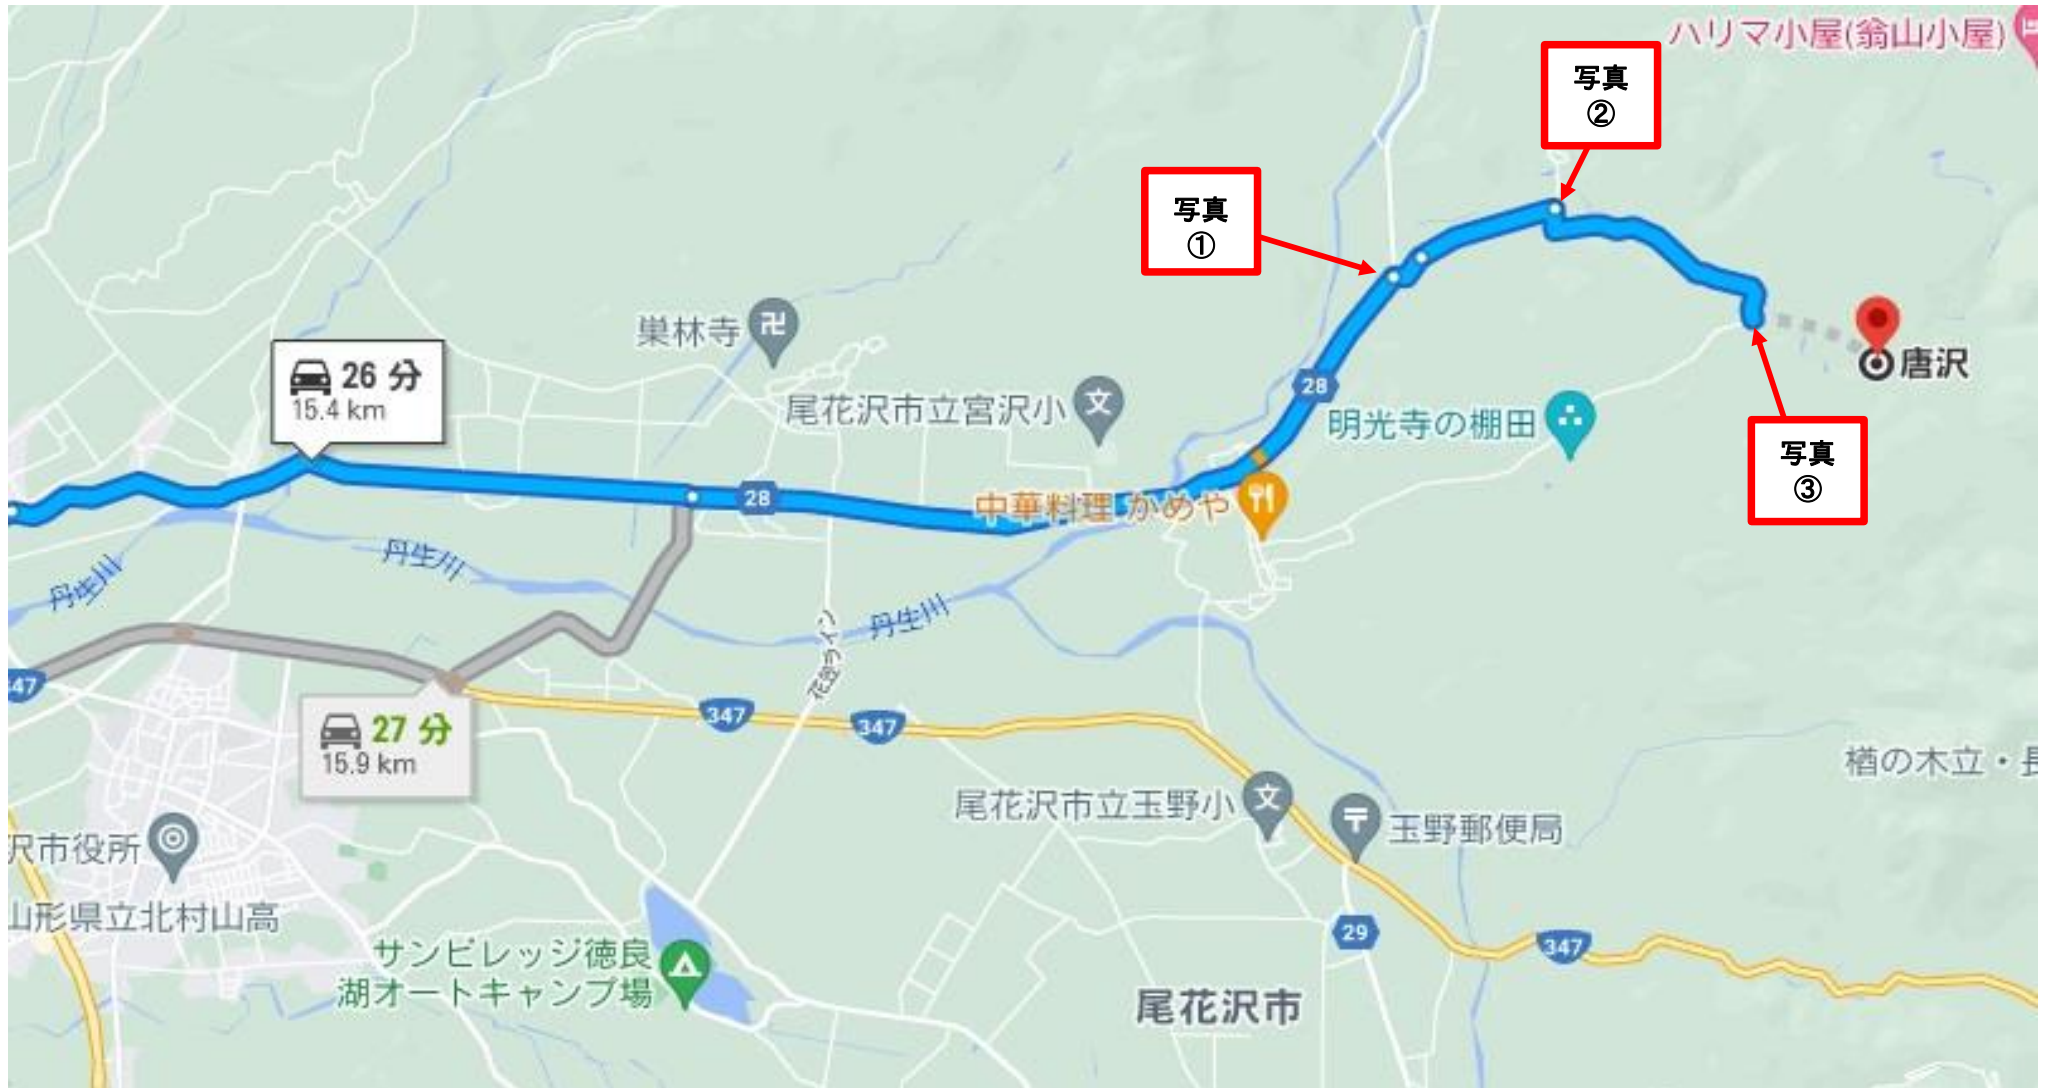 ハリマ小屋(翁山小屋)
写真
②
写真
①
巣林寺
卍
26 分
15.4 km
尾花沢市立宮沢小
文
28
明光寺の棚田
唐沢
写真
③
28
中華料理 かめや
丹生川
丹生川
丹生川
花笠ライン
47
347
347
27 分
15.9 km
楢の木立・長
尾花沢市立玉野小
文
〒
玉野郵便局
沢市役所
山形県立北村山高
29
347
サンビレッジ徳良
湖オートキャンプ場
尾花沢市